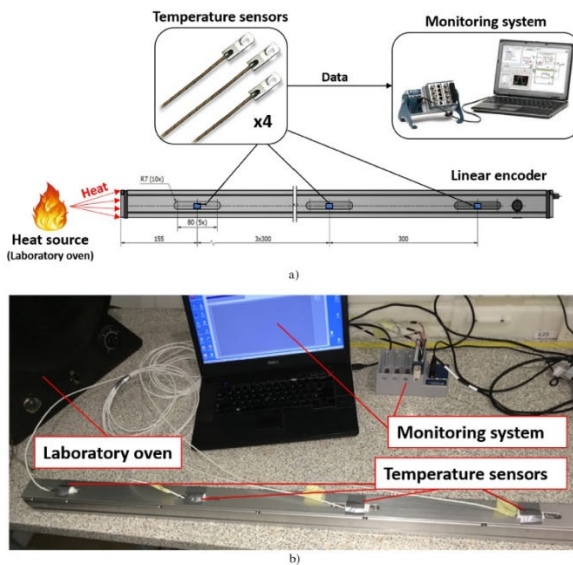 Temperature sensors
Monitoring system
Data
x4
Linear encoder
R7 (10x)
Heat
80 (5x)
Heat source
(Laboratory oven)
155
3x300
300
a)
Laboratory oven
Monitoring system
Temperature sensors
b)